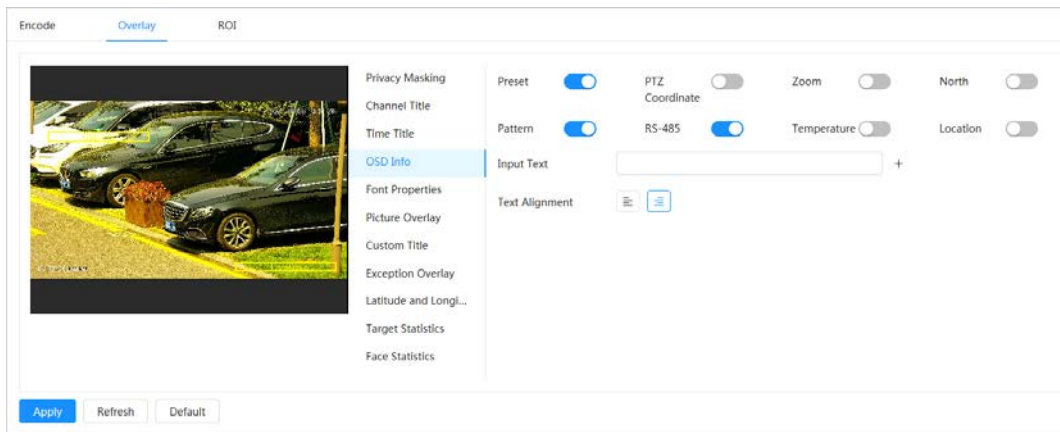 Encode Overlay ROI
Privacy Masking
Channel Title
Time Title
OSD Info
Font Properties
Picture Overlay
Custom Title
Exception Overlay
Latitude and Longi...
Target Statistics
Face Statistics
Preset PTZ Coordinate Zoom North
Pattern RS-485 Temperature Location
Input Text +
Text Alignment
Apply Refresh Default